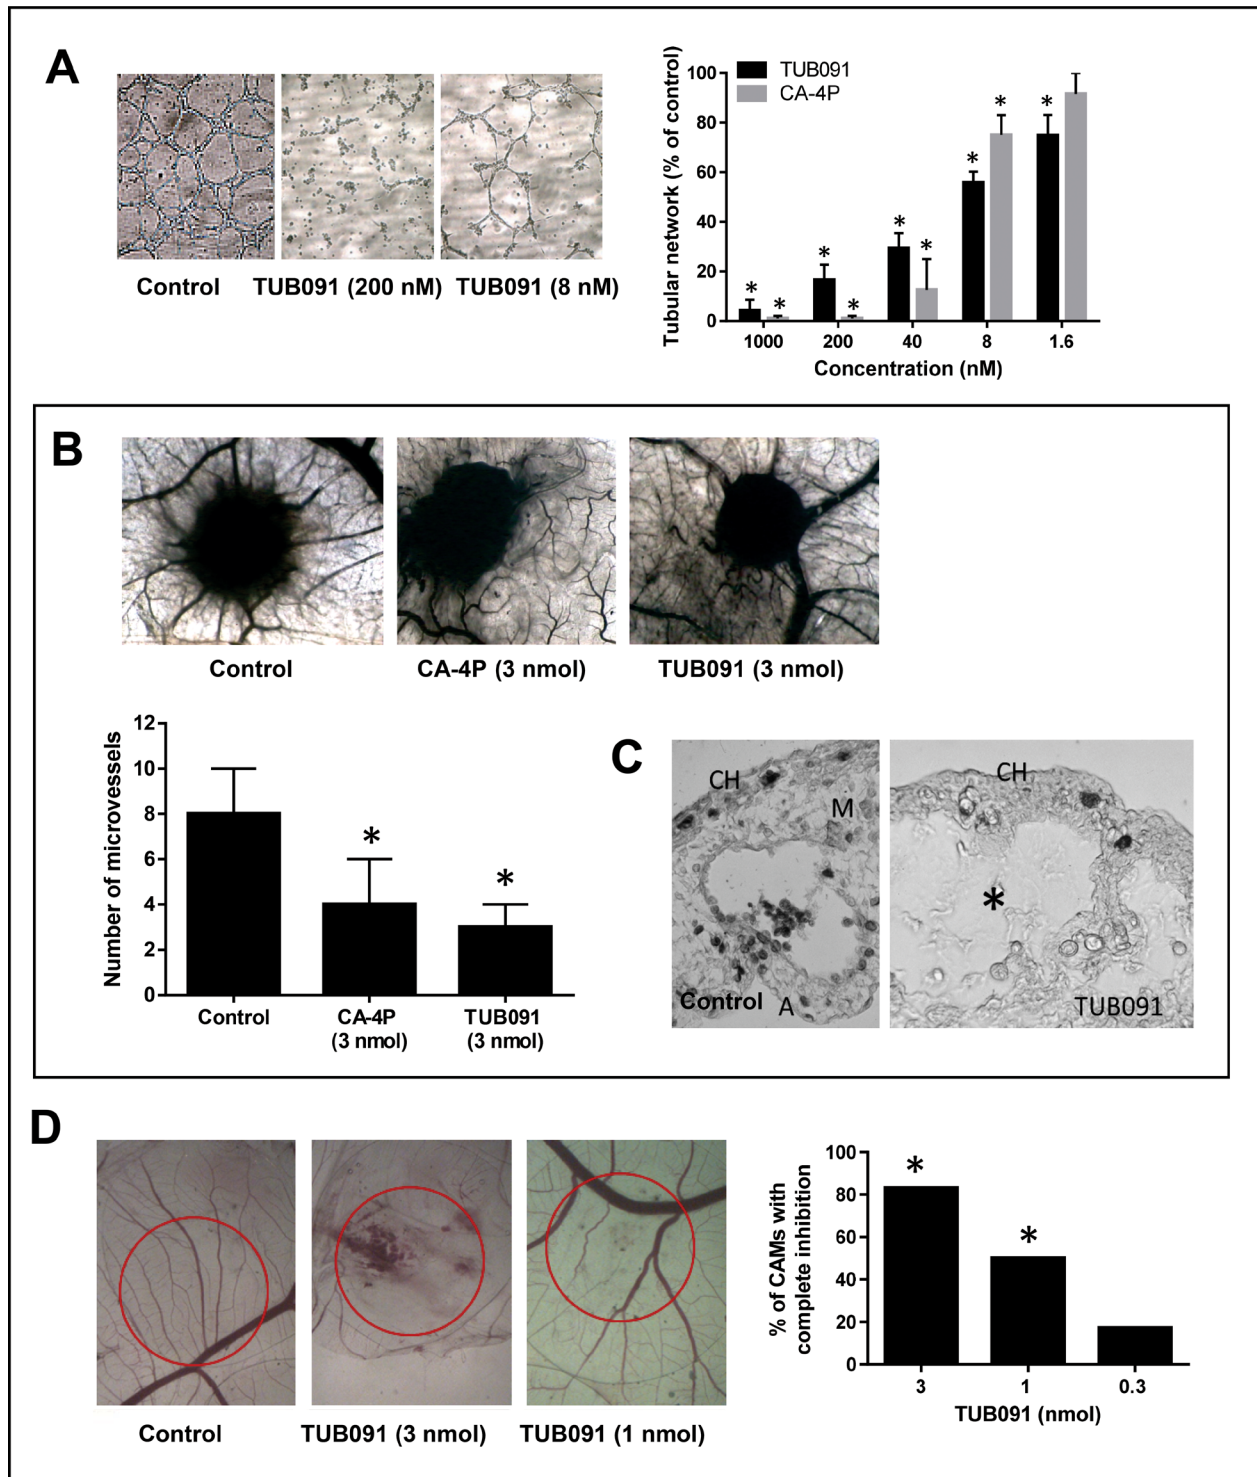 A
Control
TUB091 (200 nM)
TUB091 (8 nM)
Tubular network (% of control)
100
80
60
40
20
0
TUB091
CA-4P
* * * * * * * *
1000 200 40 8 1.6
Concentration (nM)
B
Control
CA-4P (3 nmol)
TUB091 (3 nmol)
Number of microvessels
12
10
8
6
4
2
0
* *
Control
CA-4P
(3 nmol)
TUB091
(3 nmol)
C
CH
M
Control
A
CH
*
TUB091
D
Control
TUB091 (3 nmol)
TUB091 (1 nmol)
% of CAMs with
complete inhibition
100
80
60
40
20
0
* *
3 1 0.3
TUB091 (nmol)